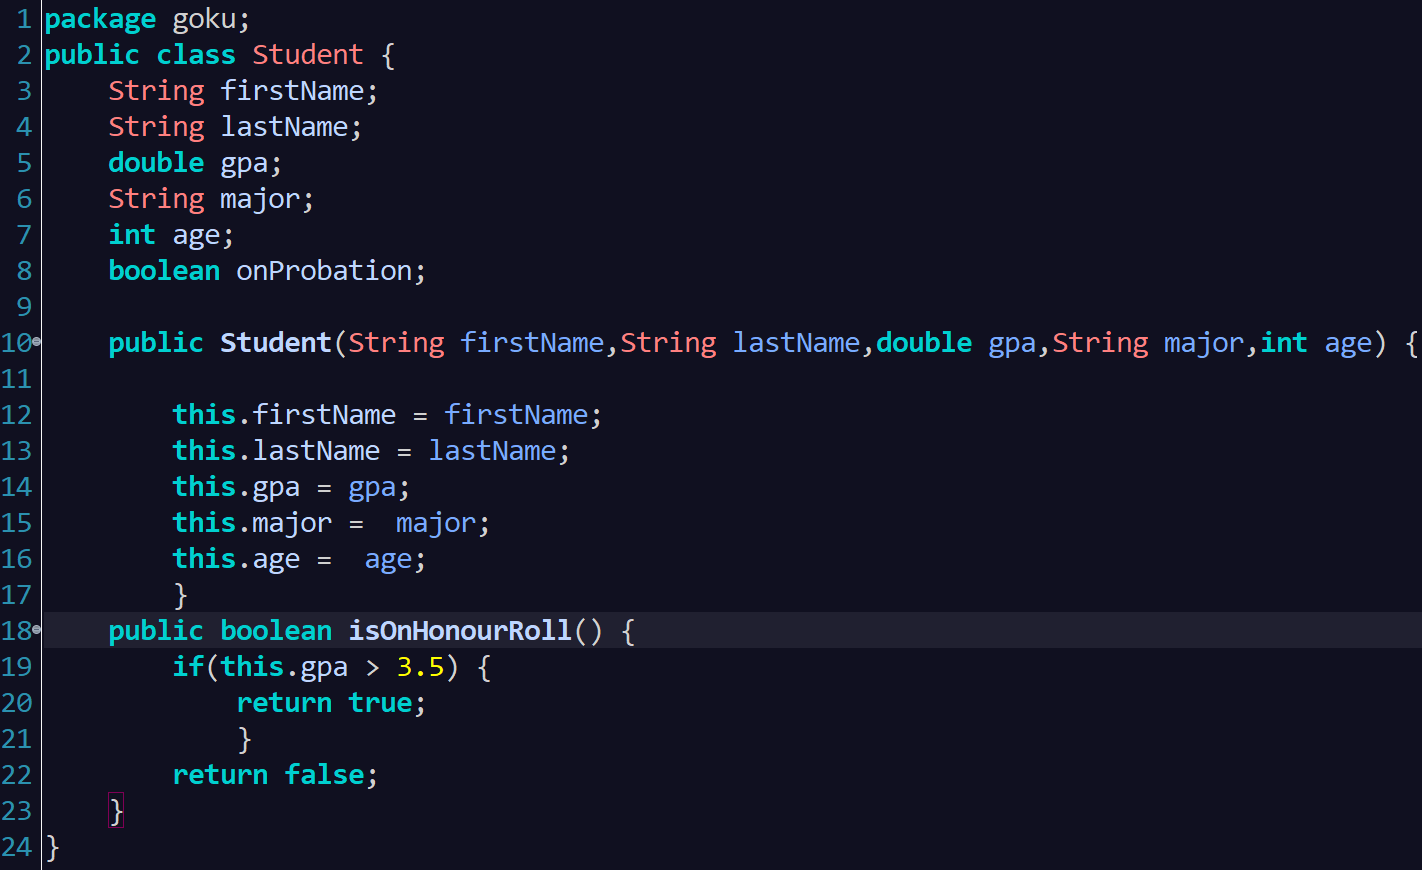 1 package goku;
2 public class Student {
3     String firstName;
4     String lastName;
5     double gpa;
6     String major;
7     int age;
8     boolean onProbation;
9
10     public Student(String firstName,String lastName,double gpa,String major,int age) {
11
12         this.firstName = firstName;
13         this.lastName = lastName;
14         this.gpa = gpa;
15         this.major =  major;
16         this.age =  age;
17         }
18     public boolean isOnHonourRoll() {
19         if(this.gpa > 3.5) {
20             return true;
21             }
22         return false;
23     }
24 }